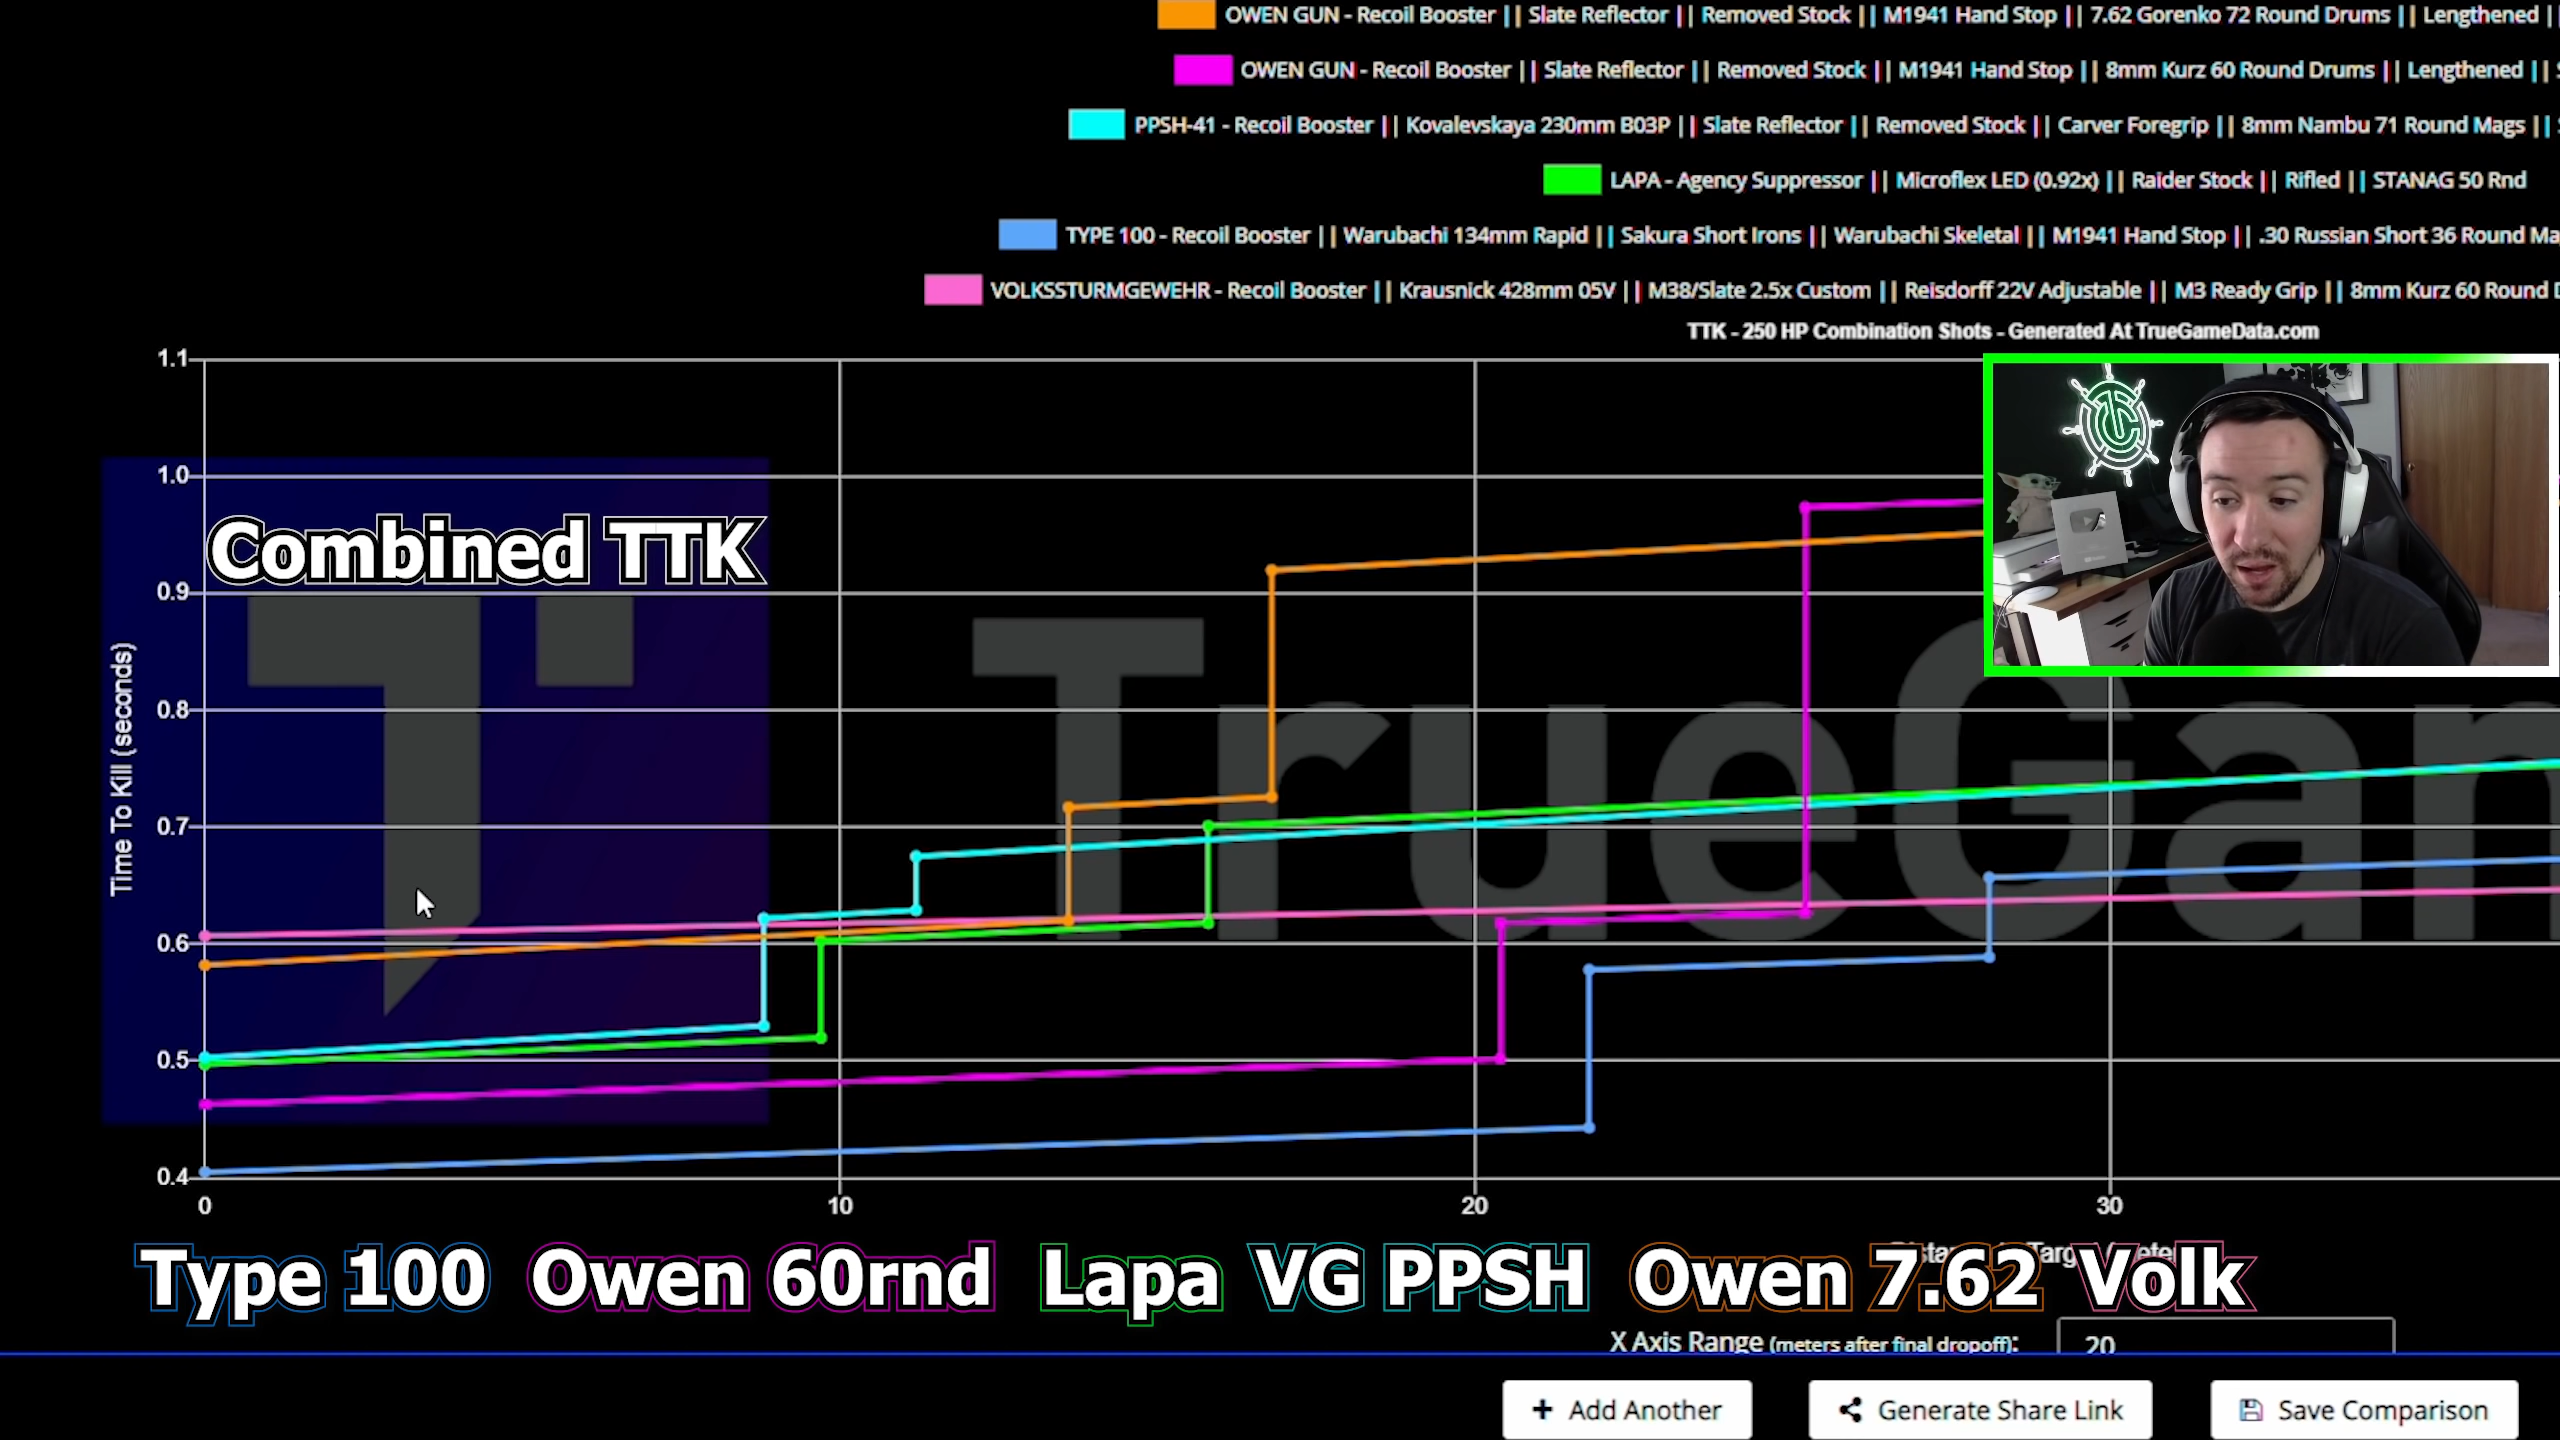 OWEN GUN - Recoil Booster || Slate Reflector || Removed Stock || M1941 Hand Stop || 7.62 Gorenko 72 Round Drums || Lengthened ||
OWEN GUN - Recoil Booster || Slate Reflector || Removed Stock || M1941 Hand Stop || 8mm Kurz 60 Round Drums || Lengthened ||
PPSH-41 - Recoil Booster || Kovalevskaya 230mm B03P || Slate Reflector || Removed Stock || Carver Foregrip || 8mm Nambu 71 Round Mags ||
LAPA - Agency Suppressor || Microflex LED (0.92x) || Raider Stock || Rifled || STANAG 50 Rnd
TYPE 100 - Recoil Booster || Warubachi 134mm Rapid || Sakura Short Irons || Warubachi Skeletal || M1941 Hand Stop || .30 Russian Short 36 Round Ma
VOLKSSTURMGEWEHR - Recoil Booster || Krausnick 428mm 05V || M38/Slate 2.5x Custom || Reisdorff 22V Adjustable || M3 Ready Grip || 8mm Kurz 60 Round D
TTK - 250 HP Combination Shots - Generated At TrueGameData.com
1.1
1.0
Combined TTK
0.9
0.8
0.7
0.6
0.5
0.4
Time To Kill (seconds)
TrueGam
0 10 20 30
Type 100 Owen 60rnd Lapa VG PPSH Owen 7.62 Volk
X Axis Range (meters after final dropoff): 20
+ Add Another Generate Share Link Save Comparison